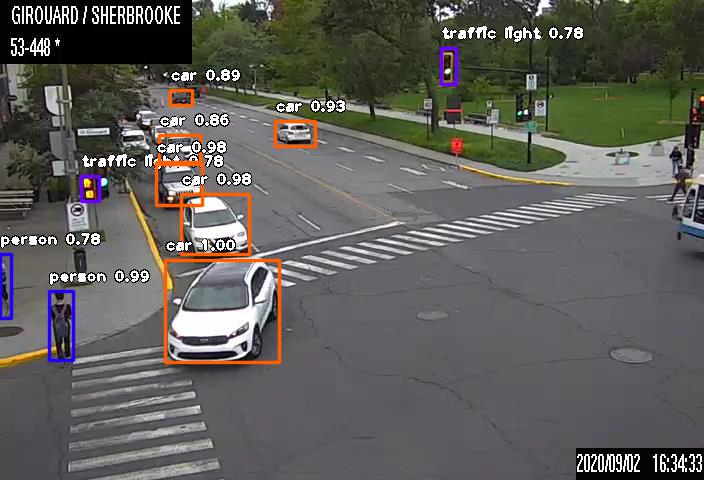 GIROUARD / SHERBROOKE
53-448 *
traffic light 0.78
car 0.89
car 0.93
car 0.86
car 0.98
traffic light 0.78
car 0.98
person 0.78
car 1.00
person 0.99
2020/09/02 16:34:33